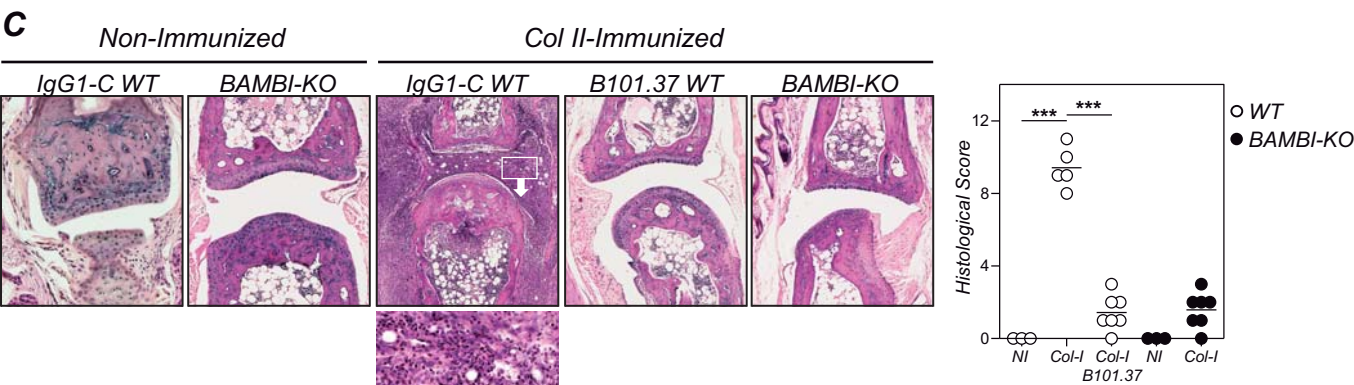 C
Non-Immunized
Col II-Immunized
IgG1-C WT
BAMBI-KO
IgG1-C WT
B101.37 WT
BAMBI-KO
Histological Score
12
8
4
0
***
***
NI
Col-I
Col-I
B101.37
NI
Col-I
WT
BAMBI-KO